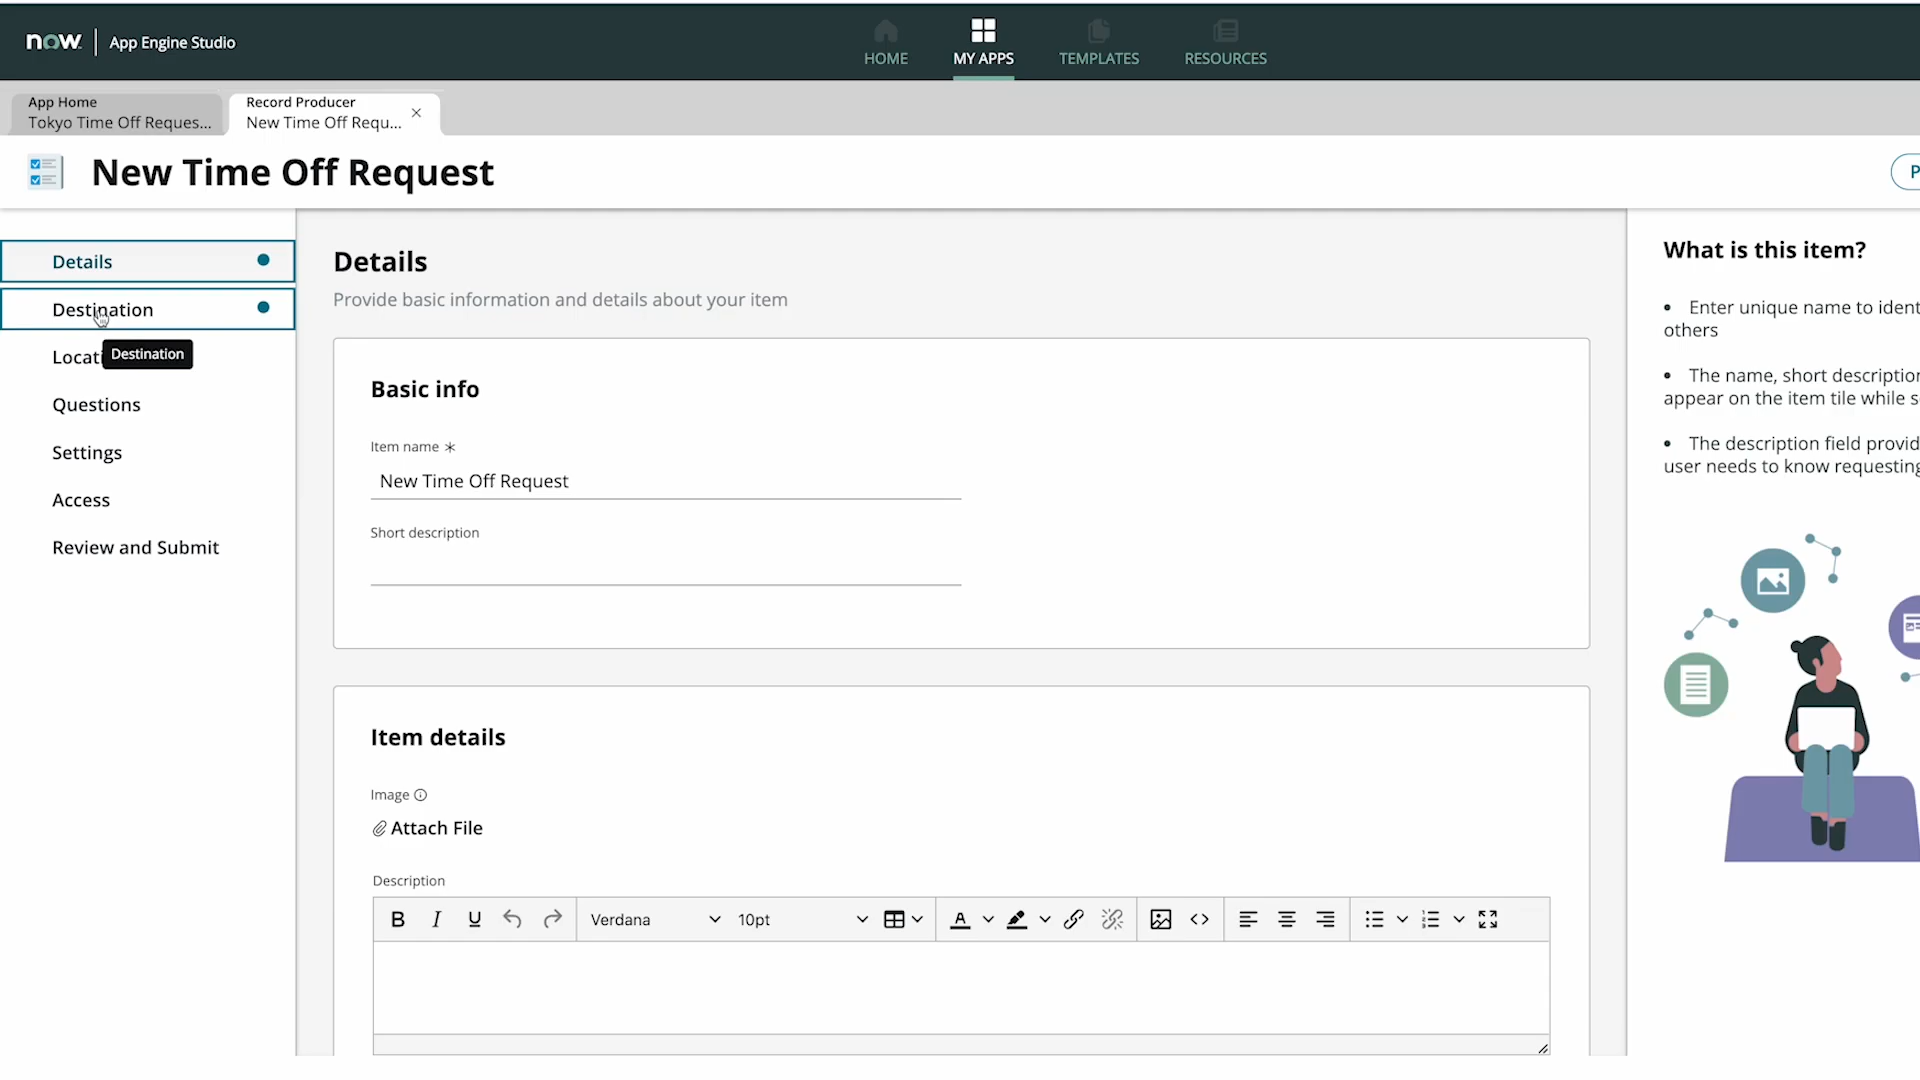 now
App Engine Studio
HOME
MY APPS
TEMPLATES
RESOURCES
App Home
Tokyo Time Off Reques...
Record Producer
New Time Off Requ...
New Time Off Request
P
Details
Destination
Locati
Destination
Questions
Settings
Access
Review and Submit
Details
Provide basic information and details about your item
Basic info
Item name *
New Time Off Request
Short description
Item details
Image
Attach File
Description
B I U
Verdana
10pt
A
What is this item?
• Enter unique name to ident
others
• The name, short description
appear on the item tile while s
• The description field provid
user needs to know requesting